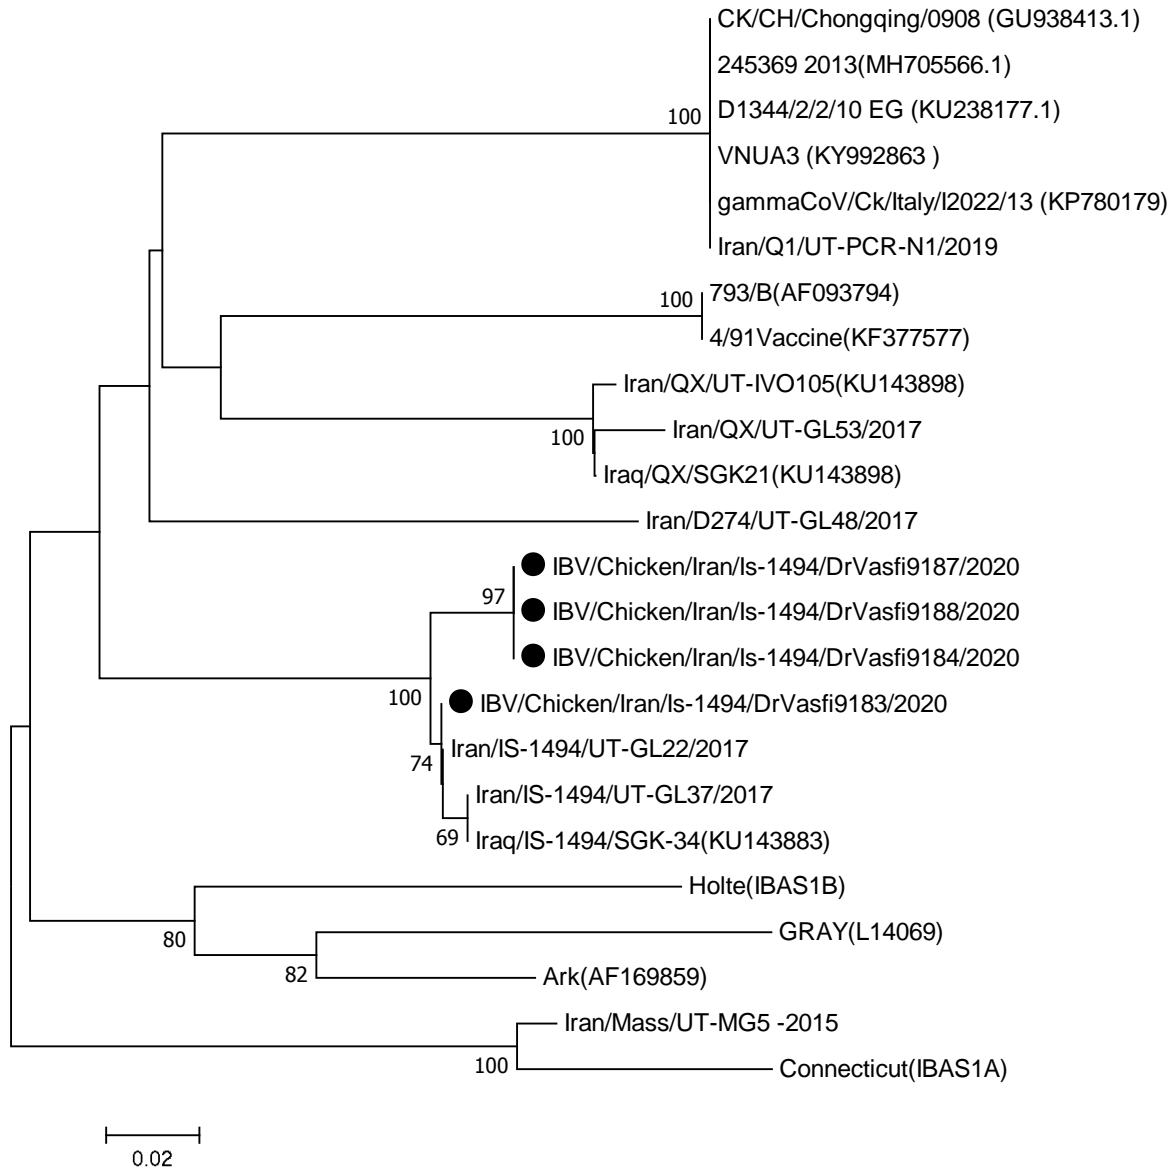 CK/CH/Chongqing/0908 (GU938413.1)
245369 2013(MH705566.1)
D1344/2/2/10 EG (KU238177.1)
100
VNUA3 (KY992863 )
gammaCoV/Ck/Italy/I2022/13 (KP780179)
Iran/Q1/UT-PCR-N1/2019
793/B(AF093794)
100
4/91Vaccine(KF377577)
Iran/QX/UT-IVO105(KU143898)
Iran/QX/UT-GL53/2017
100
Iraq/QX/SGK21(KU143898)
Iran/D274/UT-GL48/2017
IBV/Chicken/Iran/Is-1494/DrVasfi9187/2020
97
IBV/Chicken/Iran/Is-1494/DrVasfi9188/2020
IBV/Chicken/Iran/Is-1494/DrVasfi9184/2020
100
IBV/Chicken/Iran/Is-1494/DrVasfi9183/2020
Iran/IS-1494/UT-GL22/2017
74
Iran/IS-1494/UT-GL37/2017
69
Iraq/IS-1494/SGK-34(KU143883)
Holte(IBAS1B)
80
GRAY(L14069)
82
Ark(AF169859)
Iran/Mass/UT-MG5 -2015
100
Connecticut(IBAS1A)
0.02